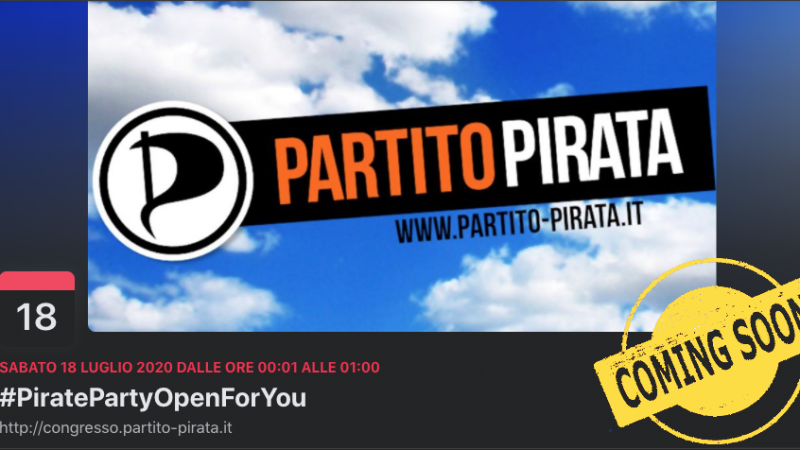 PARTITO PIRATA
WWW.PARTITO-PIRATA.IT
18
SABATO 18 LUGLIO 2020 DALLE ORE 00:01 ALLE 01:00
#PiratePartyOpenForYou
http://congresso.partito-pirata.it
COMING SOON